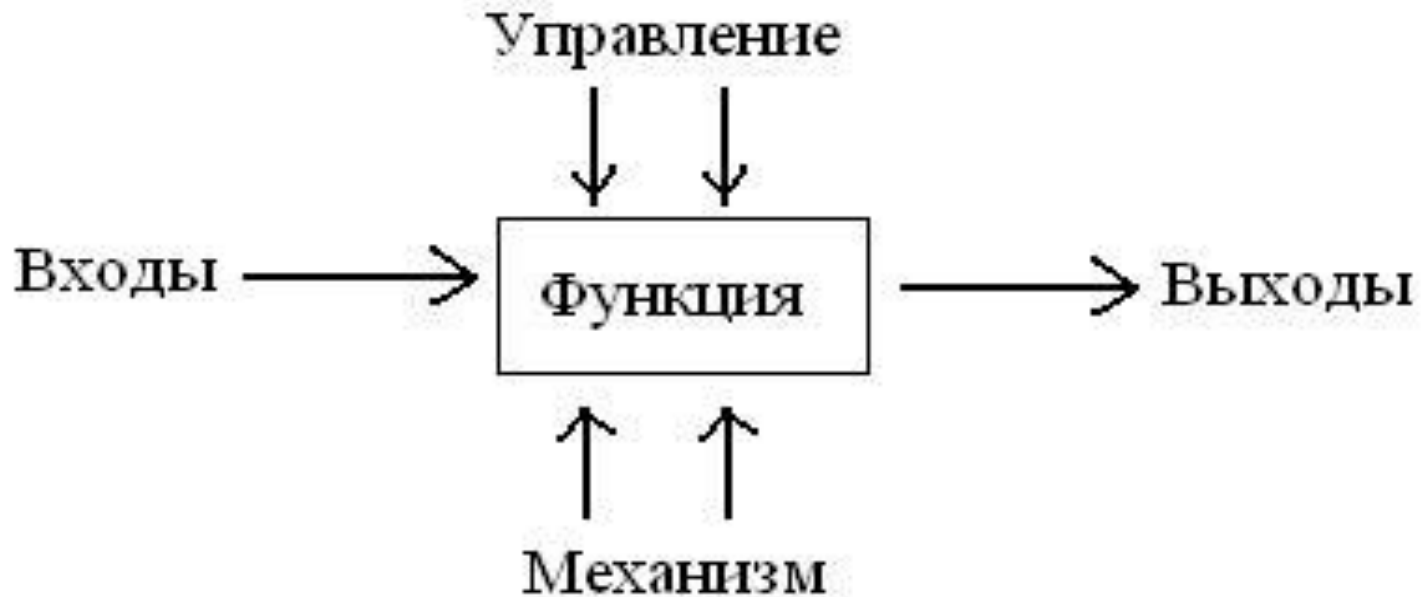 Управление
Входы
Функция
Выходы
Механизм